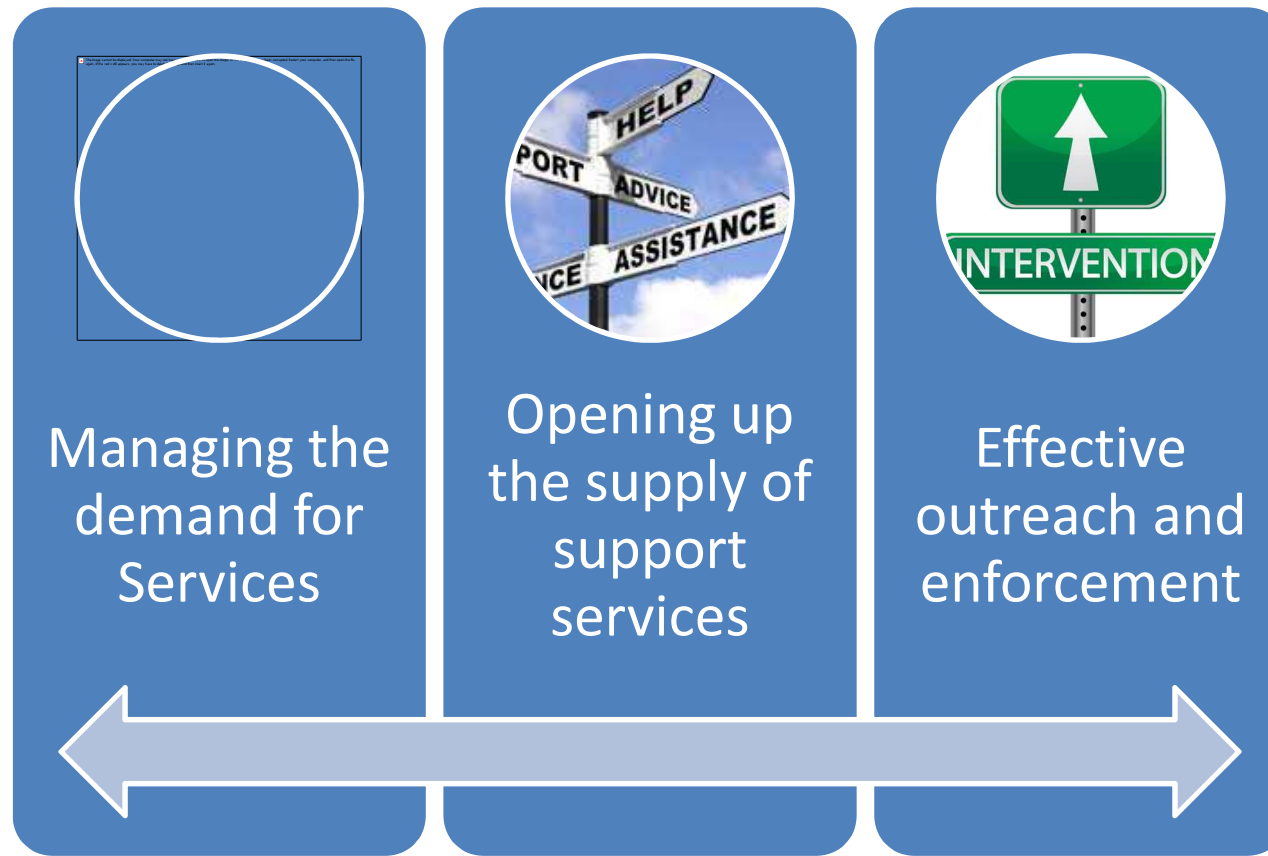 Managing the
demand for
Services
HELP
PORT
ADVICE
ASSISTANCE
NCE
Opening up
the supply of
support
services
INTERVENTION
Effective
outreach and
enforcement